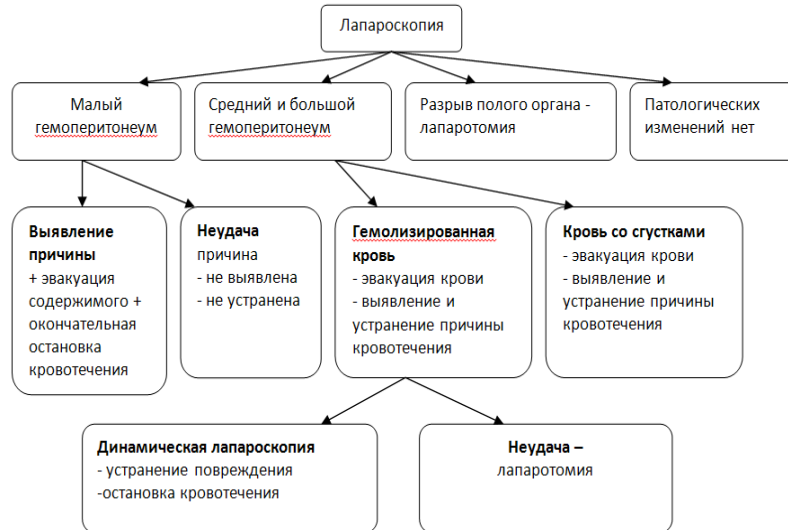 Лапароскопия
Малый
гемоперитонеум
Средний и большой
гемоперитонеум
Разрыв полого органа -
лапаротомия
Патологических
изменений нет
Выявление
причины
+ эвакуация
содержимого +
окончательная
остановка
кровотечения
Неудача
причина
- не выявлена
- не устранена
Гемолизированная
кровь
- эвакуация крови
- выявление и
устранение причины
кровотечения
Кровь со сгустками
- эвакуация крови
- выявление и
устранение причины
кровотечения
Динамическая лапароскопия
- устранение повреждения
-остановка кровотечения
Неудача –
лапаротомия